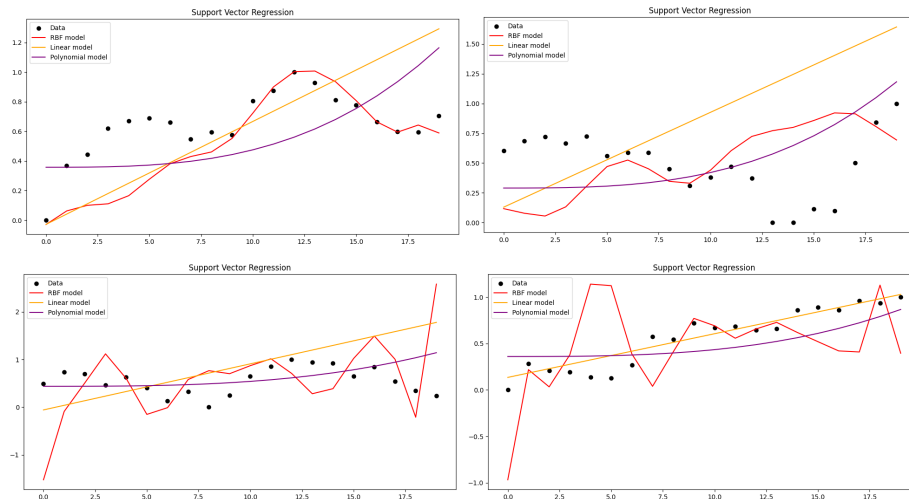 Support Vector Regression
Data
RBF model
Linear model
Polynomial model
1.2
1.0
0.8
0.6
0.4
0.2
0.0
0.0 2.5 5.0 7.5 10.0 12.5 15.0 17.5
Support Vector Regression
Data
RBF model
Linear model
Polynomial model
1.50
1.25
1.00
0.75
0.50
0.25
0.00
0.0 2.5 5.0 7.5 10.0 12.5 15.0 17.5
Support Vector Regression
Data
RBF model
Linear model
Polynomial model
2
1
0
−1
0.0 2.5 5.0 7.5 10.0 12.5 15.0 17.5
Support Vector Regression
Data
RBF model
Linear model
Polynomial model
1.0
0.5
0.0
−0.5
−1.0
0.0 2.5 5.0 7.5 10.0 12.5 15.0 17.5